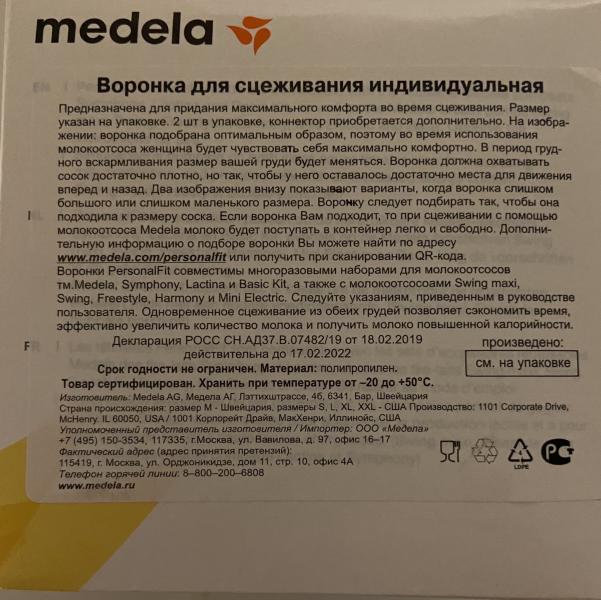 medela
Воронка для сцеживания индивидуальная
Предназначена для придания максимального комфорта во время сцеживания. Размер
указан на упаковке. 2 шт в упаковке, коннектор приобретается дополнительно. На изобра-
жении: воронка подобрана оптимальным образом, поэтому во время использования
молокоотсоса женщина будет чувствовать себя максимально комфортно. В период груд-
ного вскармливания размер вашей груди будет меняться. Воронка должна охватывать
сосок достаточно плотно, но так, чтобы у него оставалось достаточно места для движения
вперед и назад. Два изображения внизу показывают варианты, когда воронка слишком
большого или слишком маленького размера. Воронку следует подбирать так, чтобы она
подходила к размеру соска. Если воронка Вам подходит, то при сцеживании с помощью
молокоотсоса Medela молоко будет поступать в контейнер легко и свободно. Дополни-
тельную информацию о подборе воронки Вы можете найти по адресу
www.medela.com/personalfit или получить при сканировании QR-кода.
Воронки PersonalFit совместимы многоразовыми наборами для молокоотсосов
тм.Medela, Symphony, Lactina и Basic Kit, а также с молокоотсосами Swing maxi,
Swing, Freestyle, Harmony и Mini Electric. Следуйте указаниям, приведенным в руководстве
пользователя. Одновременное сцеживание из обеих грудей позволяет сэкономить время,
эффективно увеличить количество молока и получить молоко повышенной калорийности.
Декларация РОСС CH.АД37.В.07482/19 от 18.02.2019
действительна до 17.02.2022
произведено:
см. на упаковке
Срок годности не ограничен. Материал: полипропилен.
Товар сертифицирован. Хранить при температуре от –20 до +50°С.
Изготовитель: Medela AG, Медела АГ, Лэттихштрассе, 4б, 6341, Бар, Швейцария
Страна происхождения: размер M - Швейцария, размеры S, L, XL, XXL - США Производство: 1101 Corporate Drive,
McHenry. IL 60050, USA / 1001 Корпорейт Драйв, МакХенри, Иллинойс, США
Уполномоченный представитель изготовителя / Импортер: ООО «Медела»
+7 (495) 150-3534, 117335, г.Москва, ул. Вавилова, д. 97, офис 16–17
Фактический адрес (адрес принятия претензий):
115419, г. Москва, ул. Орджоникидзе, дом 11, стр. 10, офис 4А
Телефон горячей линии: 8–800–200–6808
www.medela.ru
LDPE